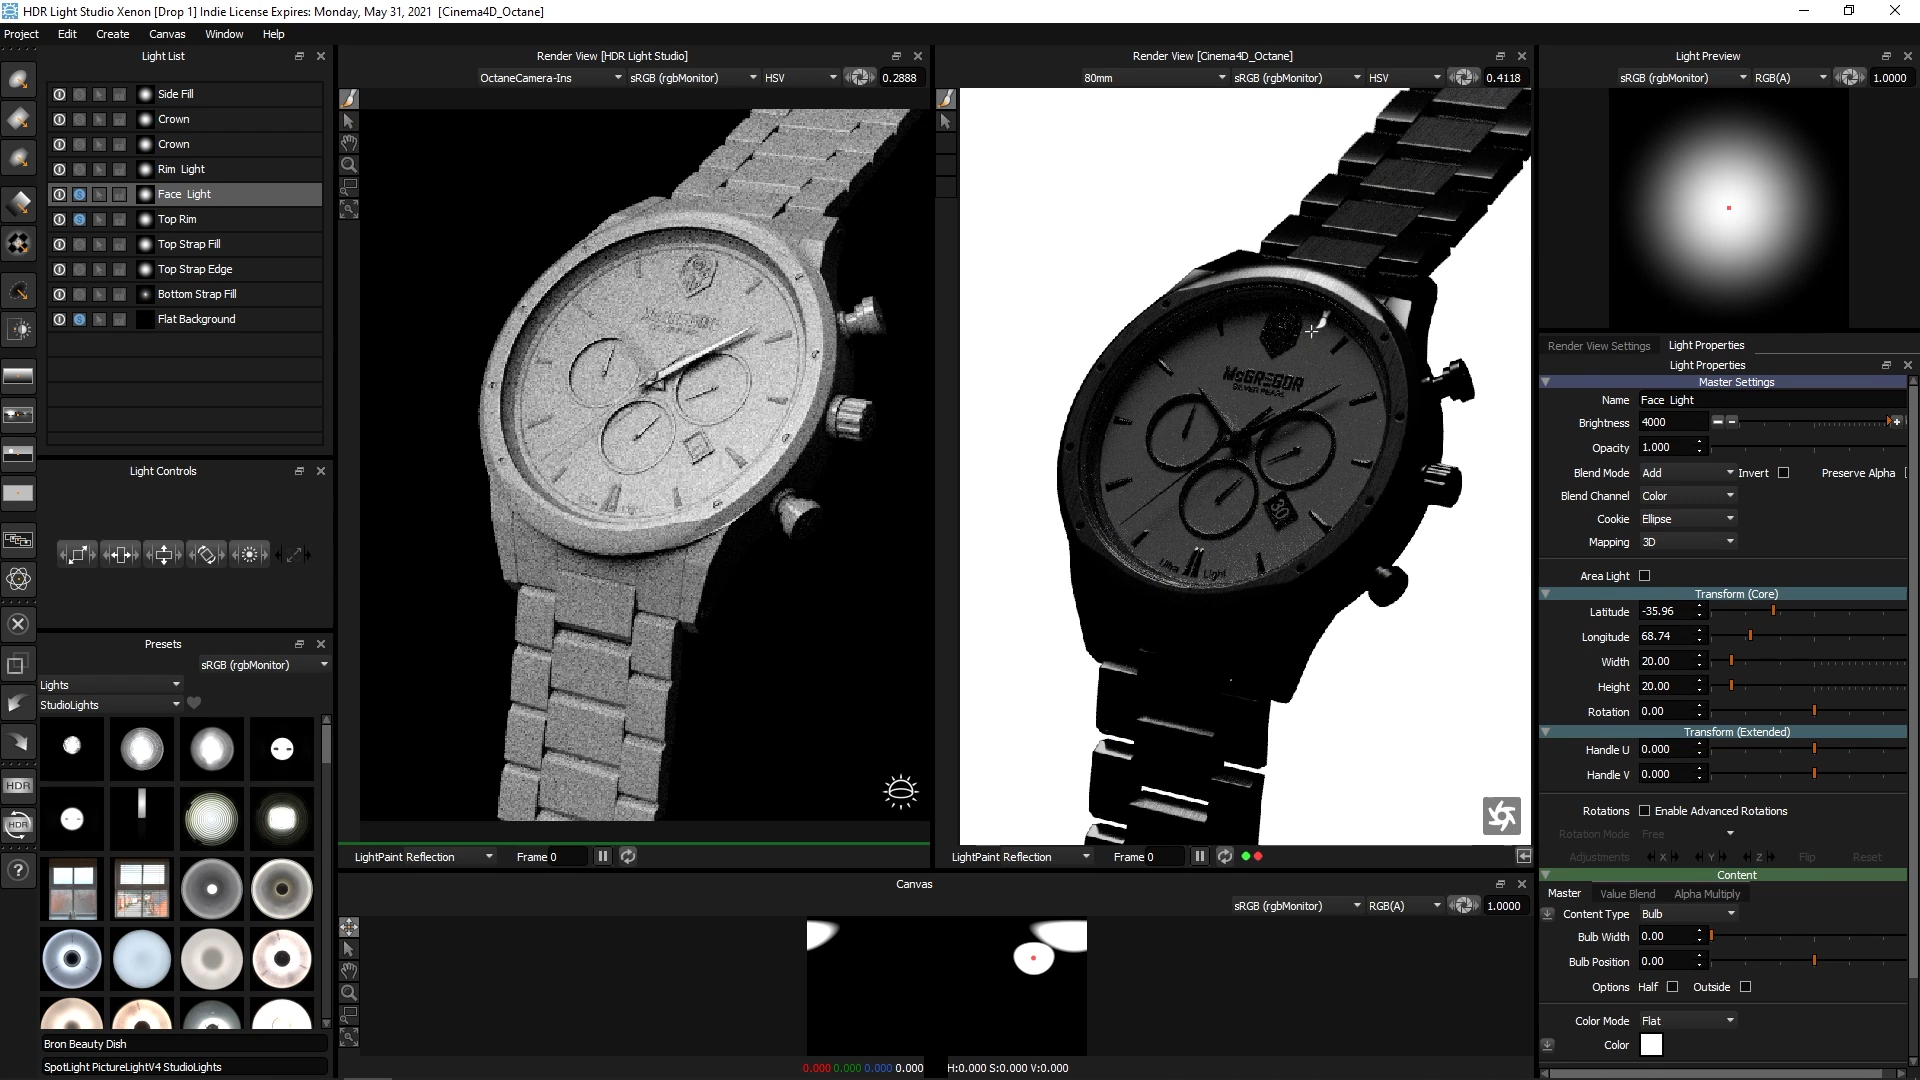 HDR Light Studio Xenon [Drop 1] Indie License Expires: Monday, May 31, 2021 [Cinema4D_Octane]
Project Edit Create Canvas Window Help
Light List
Side Fill
Crown
Crown
Rim Light
Face Light
Top Rim
Top Strap Fill
Top Strap Edge
Bottom Strap Fill
Flat Background
Light Controls
Presets
sRGB (rgbMonitor)
Lights
StudioLights
HDR
HDR
Bron Beauty Dish
SpotLight PictureLightV4 StudioLights
Render View [HDR Light Studio]
OctaneCamera-Ins sRGB (rgbMonitor) HSV 0.2888
LightPaint Reflection Frame 0
Render View [Cinema4D_Octane]
80mm sRGB (rgbMonitor) HSV 0.4118
McGREGOR
SILVER PEARL
30
Ultra Light
LightPaint Reflection Frame 0
Canvas
sRGB (rgbMonitor) RGB(A) 1.0000
0.000 0.000 0.000 0.000 H:0.000 S:0.000 V:0.000
Light Preview
sRGB (rgbMonitor) RGB(A) 1.0000
Render View Settings Light Properties
Light Properties
Master Settings
Name Face Light
Brightness 4000
Opacity 1.000
Blend Mode Add Invert Preserve Alpha
Blend Channel Color
Cookie Ellipse
Mapping 3D
Area Light
Transform (Core)
Latitude -35.96
Longitude 68.74
Width 20.00
Height 20.00
Rotation 0.00
Transform (Extended)
Handle U 0.000
Handle V 0.000
Rotations Enable Advanced Rotations
Rotation Mode Free
Adjustments X Y Z Flip Reset
Content
Master Value Blend Alpha Multiply
Content Type Bulb
Bulb Width 0.00
Bulb Position 0.00
Options Half Outside
Color Mode Flat
Color